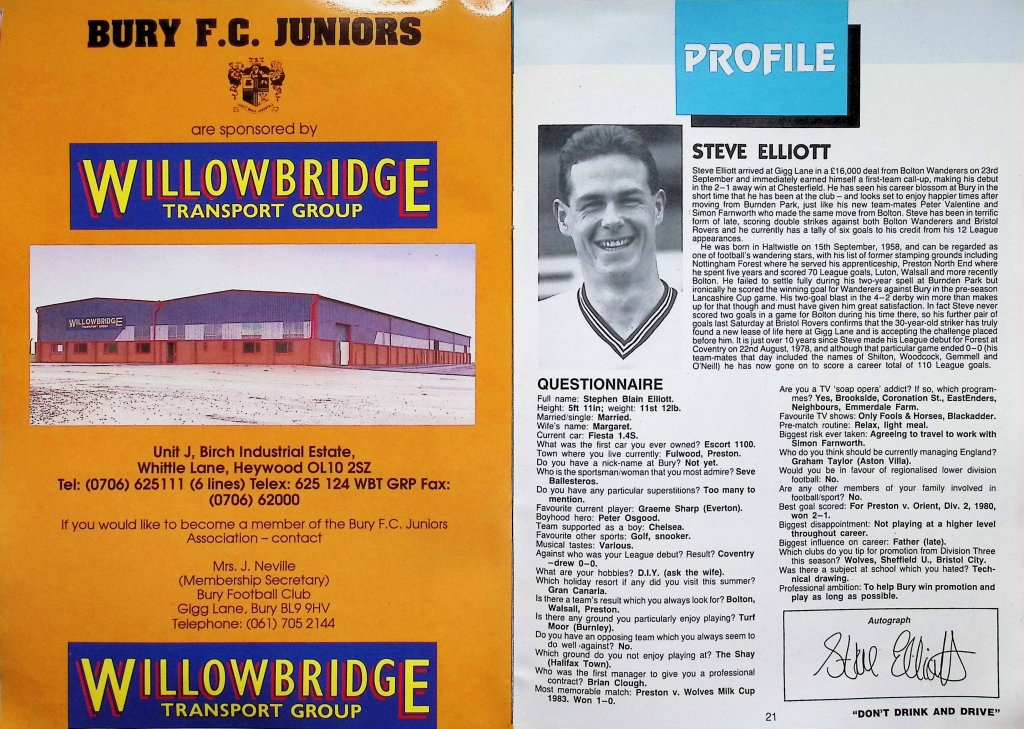 BURY F.C. JUNIORS
are sponsored by
WILLOWBRIDGE
TRANSPORT GROUP
WILLOWBRIDGE
TRANSPORT GROUP
Unit J, Birch Industrial Estate,
Whittle Lane, Heywood OL10 2SZ
Tel: (0706) 625111 (6 lines) Telex: 625 124 WBT GRP Fax:
(0706) 62000
If you would like to become a member of the Bury F.C. Juniors
Association – contact
Mrs. J. Neville
(Membership Secretary)
Bury Football Club
Gigg Lane, Bury BL9 9HV
Telephone: (061) 705 2144
WILLOWBRIDGE
TRANSPORT GROUP
PROFILE
STEVE ELLIOTT
Steve Elliott arrived at Gigg Lane in a £16,000 deal from Bolton Wanderers on 23rd
September and immediately earned himself a first-team call-up, making his debut
in the 2–1 away win at Chesterfield. He has seen his career blossom at Bury in the
short time that he has been at the club – and looks set to enjoy happier times after
moving from Burnden Park, just like his new team-mates Peter Valentine and
Simon Farnworth who made the same move from Bolton. Steve has been in terrific
form of late, scoring double strikes against both Bolton Wanderers and Bristol
Rovers and he currently has a tally of six goals to his credit from his 12 League
appearances.
He was born in Haltwistle on 15th September, 1958, and can be regarded as
one of football's wandering stars, with his list of former stamping grounds including
Nottingham Forest where he served his apprenticeship, Preston North End where
he spent five years and scored 70 League goals, Luton, Walsall and more recently
Bolton. He failed to settle fully during his two-year spell at Burnden Park but
ironically he scored the winning goal for Wanderers against Bury in the pre-season
Lancashire Cup game. His two-goal blast in the 4–2 derby win more than makes
up for that though and must have given him great satisfaction. In fact Steve never
scored two goals in a game for Bolton during his time there, so his further pair of
goals last Saturday at Bristol Rovers confirms that the 30-year-old striker has truly
found a new lease of life here at Gigg Lane and is accepting the challenge placed
before him. It is just over 10 years since Steve made his League debut for Forest at
Coventry on 22nd August, 1978, and although that particular game ended 0–0 (his
team-mates that day included the names of Shilton, Woodcock, Gemmell and
O'Neill) he has now gone on to score a career total of 110 League goals.
QUESTIONNAIRE
Full name: Stephen Blain Elliott.
Height: 5ft 11in; weight: 11st 12lb.
Married/single: Married.
Wife's name: Margaret.
Current car: Fiesta 1.4S.
What was the first car you ever owned? Escort 1100.
Town where you live currently: Fulwood, Preston.
Do you have a nick-name at Bury? Not yet.
Who is the sportsman/woman that you most admire? Seve
Ballesteros.
Do you have any particular superstitions? Too many to
mention.
Favourite current player: Graeme Sharp (Everton).
Boyhood hero: Peter Osgood.
Team supported as a boy: Chelsea.
Favourite other sports: Golf, snooker.
Musical tastes: Various.
Against who was your League debut? Result? Coventry
–drew 0–0.
What are your hobbies? D.I.Y. (ask the wife).
Which holiday resort if any did you visit this summer?
Gran Canaria.
Is there a team's result which you always look for? Bolton,
Walsall, Preston.
Is there any ground you particularly enjoy playing? Turf
Moor (Burnley).
Do you have an opposing team which you always seem to
do well against? No.
Which ground do you not enjoy playing at? The Shay
(Halifax Town).
Who was the first manager to give you a professional
contract? Brian Clough.
Most memorable match: Preston v. Wolves Milk Cup
1983. Won 1–0.
Are you a TV 'soap opera' addict? If so, which program-
mes? Yes, Brookside, Coronation St., EastEnders,
Neighbours, Emmerdale Farm.
Favourite TV shows: Only Fools & Horses, Blackadder.
Pre-match routine: Relax, light meal.
Biggest risk ever taken: Agreeing to travel to work with
Simon Farnworth.
Who do you think should be currently managing England?
Graham Taylor (Aston Villa).
Would you be in favour of regionalised lower division
football: No.
Are any other members of your family involved in
football/sport? No.
Best goal scored: For Preston v. Orient, Div. 2, 1980,
won 2–1.
Biggest disappointment: Not playing at a higher level
throughout career.
Biggest influence on career: Father (late).
Which clubs do you tip for promotion from Division Three
this season? Wolves, Sheffield U., Bristol City.
Was there a subject at school which you hated? Tech-
nical drawing.
Professional ambition: To help Bury win promotion and
play as long as possible.
Autograph
Steve Elliott
21
"DON'T DRINK AND DRIVE"